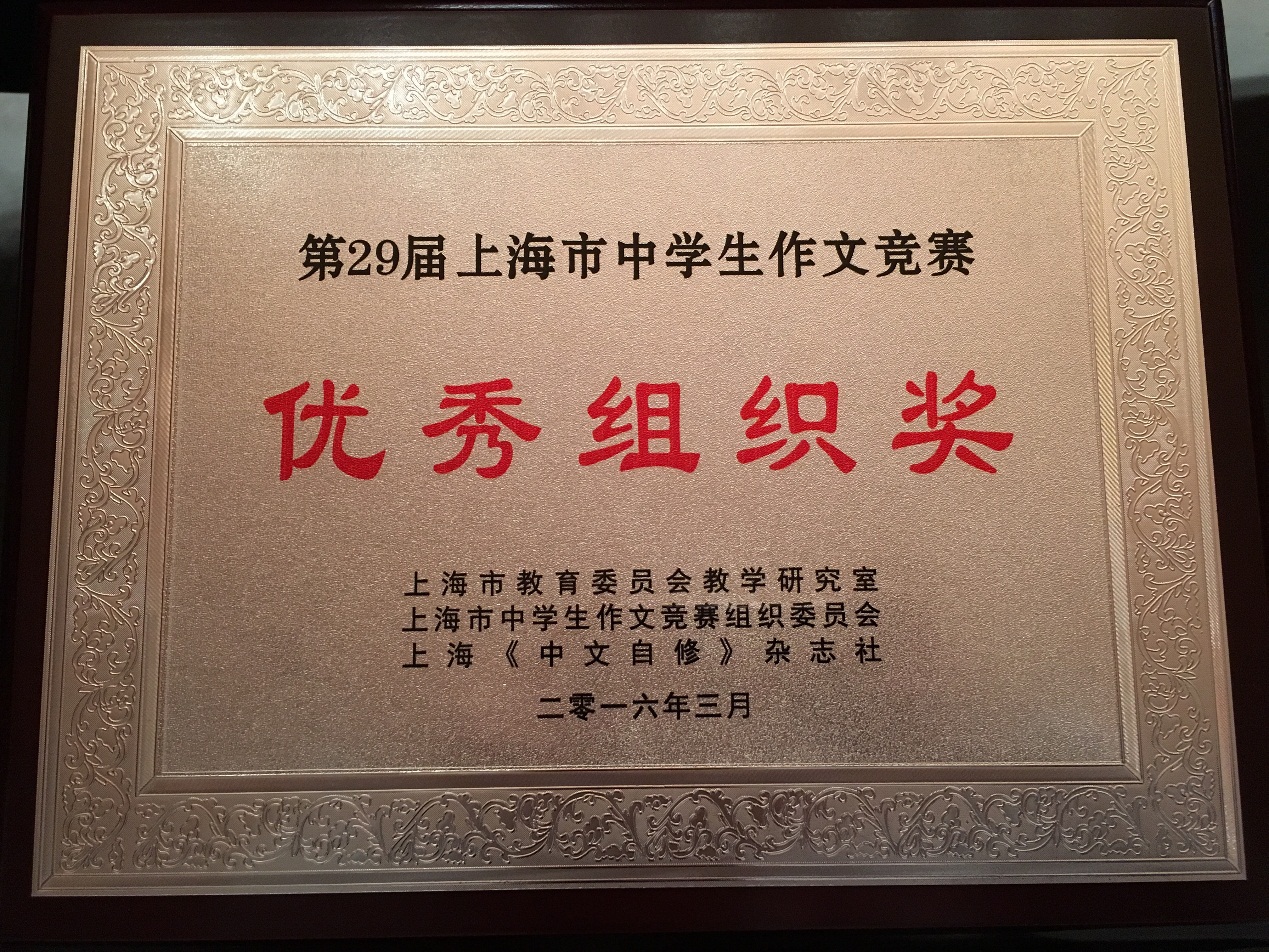 第29届上海市中学生作文竞赛
优秀组织奖
上海市教育委员会教学研究室
上海市中学生作文竞赛组织委员会
上海《中文自修》杂志社
二零一六年三月